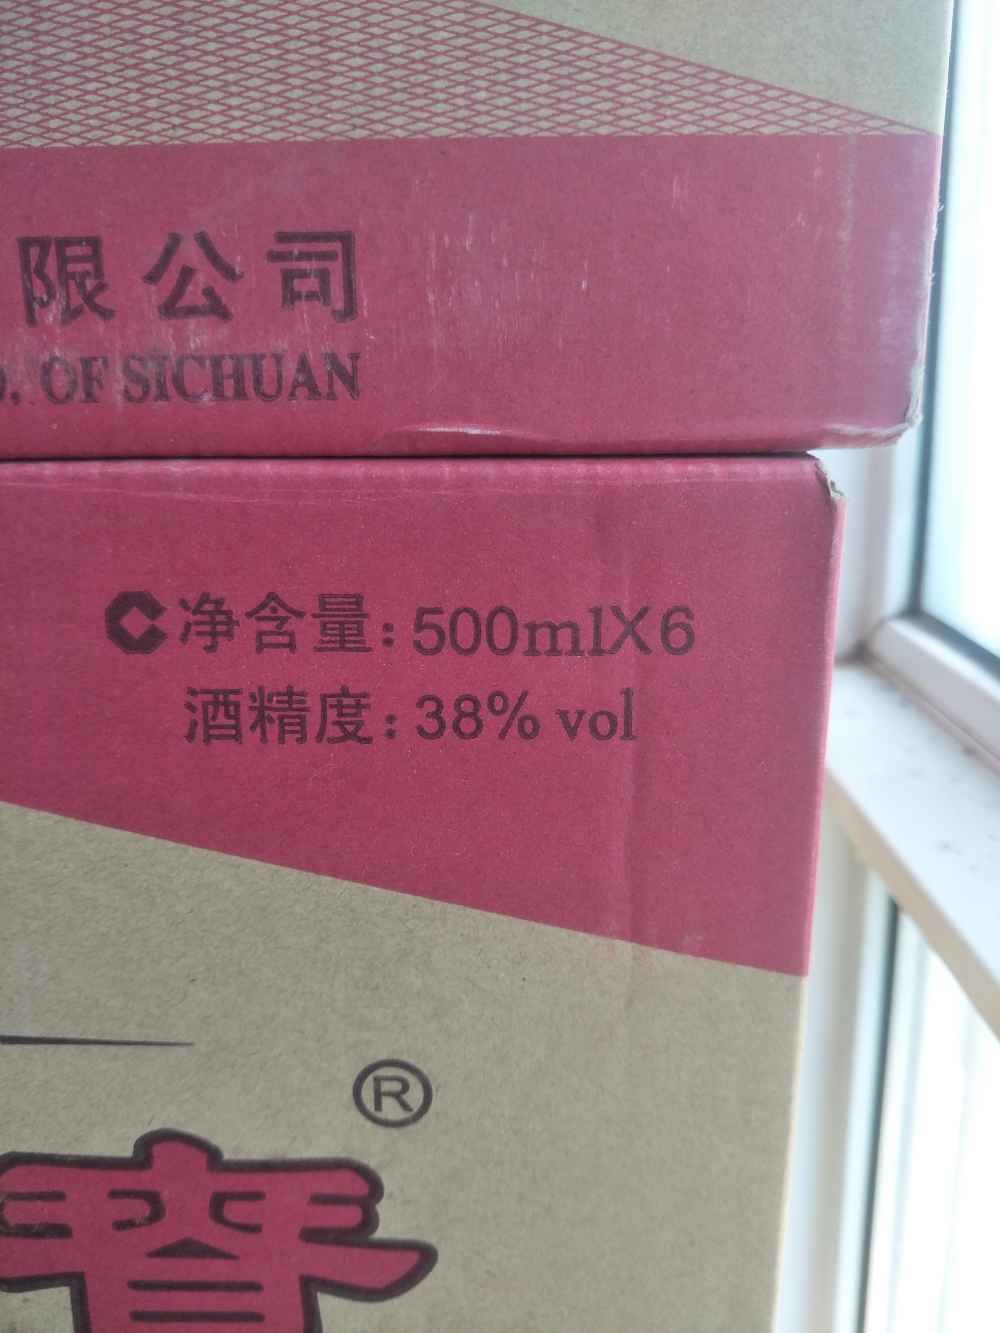 限公司
. OF SICHUAN
净含量:500mlX6
酒精度:38% vol
®